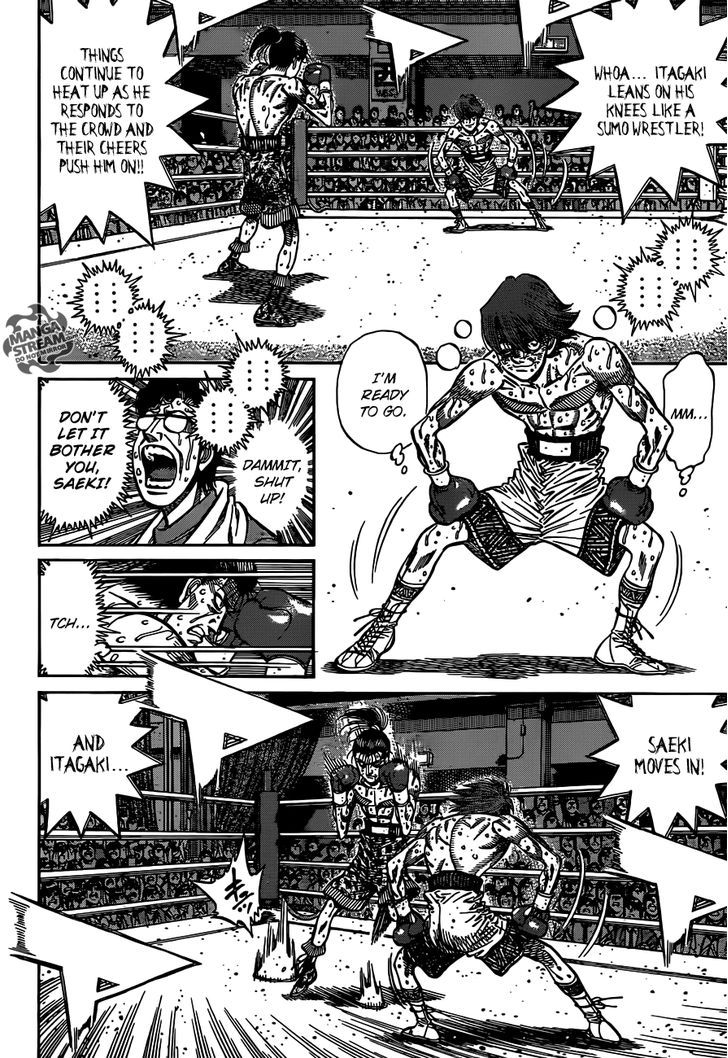 WHOA... ITAGAKI
LEANS ON HIS
KNEES LIKE A
SUMO WRESTLER!
THINGS
CONTINUE TO
HEAT UP AS HE
RESPONDS TO
THE CROWD AND
THEIR CHEERS
PUSH HIM ON!!
WEST
MM...
I'M
READY
TO GO.
MANGA
STREAM
DAMMIT,
SHUT
UP!
DON'T
LET IT
BOTHER
YOU,
SAEKI!
TCH...
SAEKI
MOVES IN!
AND
ITAGAKI...